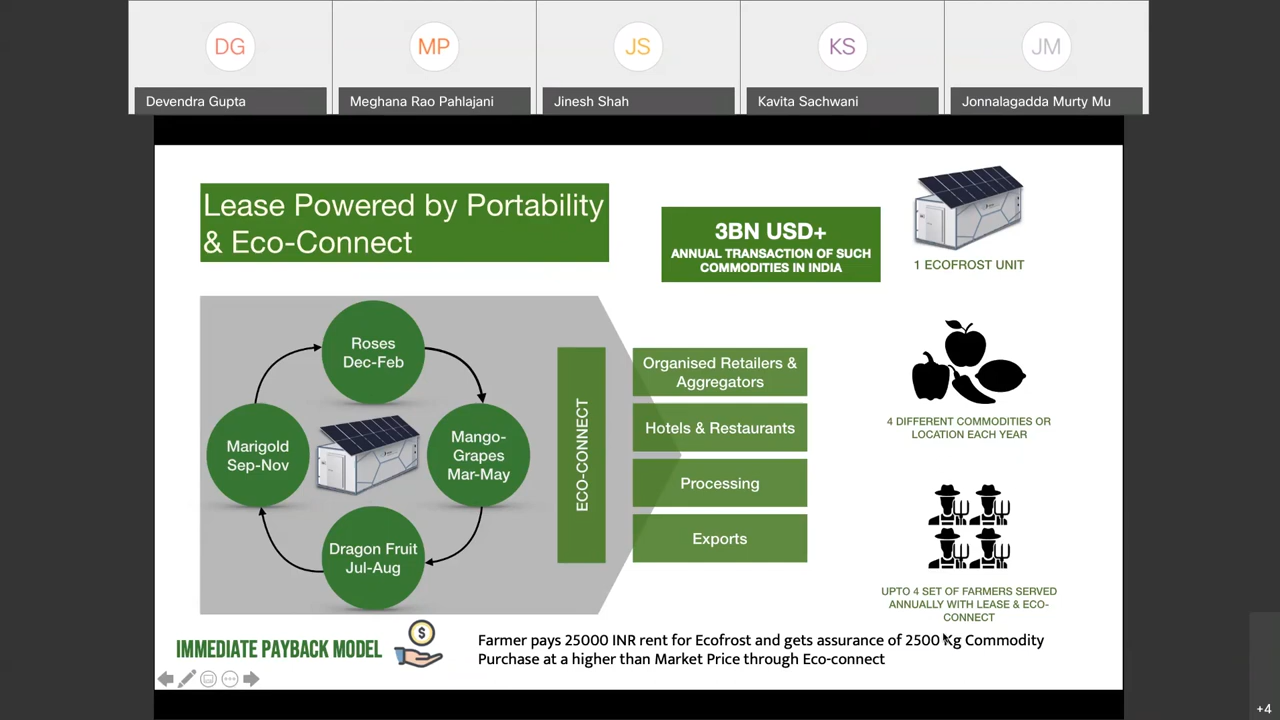 DG
MP
JS
KS
JM
Devendra Gupta
Meghana Rao Pahlajani
Jinesh Shah
Kavita Sachwani
Jonnalagadda Murty Mu
Lease Powered by Portability
& Eco-Connect
3BN USD+
ANNUAL TRANSACTION OF SUCH
COMMODITIES IN INDIA
1 ECOFROST UNIT
Roses
Dec-Feb
Marigold
Sep-Nov
Mango-
Grapes
Mar-May
Dragon Fruit
Jul-Aug
ECO-CONNECT
Organised Retailers &
Aggregators
Hotels & Restaurants
Processing
Exports
4 DIFFERENT COMMODITIES OR
LOCATION EACH YEAR
UPTO 4 SET OF FARMERS SERVED
ANNUALLY WITH LEASE & ECO-
CONNECT
IMMEDIATE PAYBACK MODEL
$
Farmer pays 25000 INR rent for Ecofrost and gets assurance of 2500 Kg Commodity
Purchase at a higher than Market Price through Eco-connect
+4